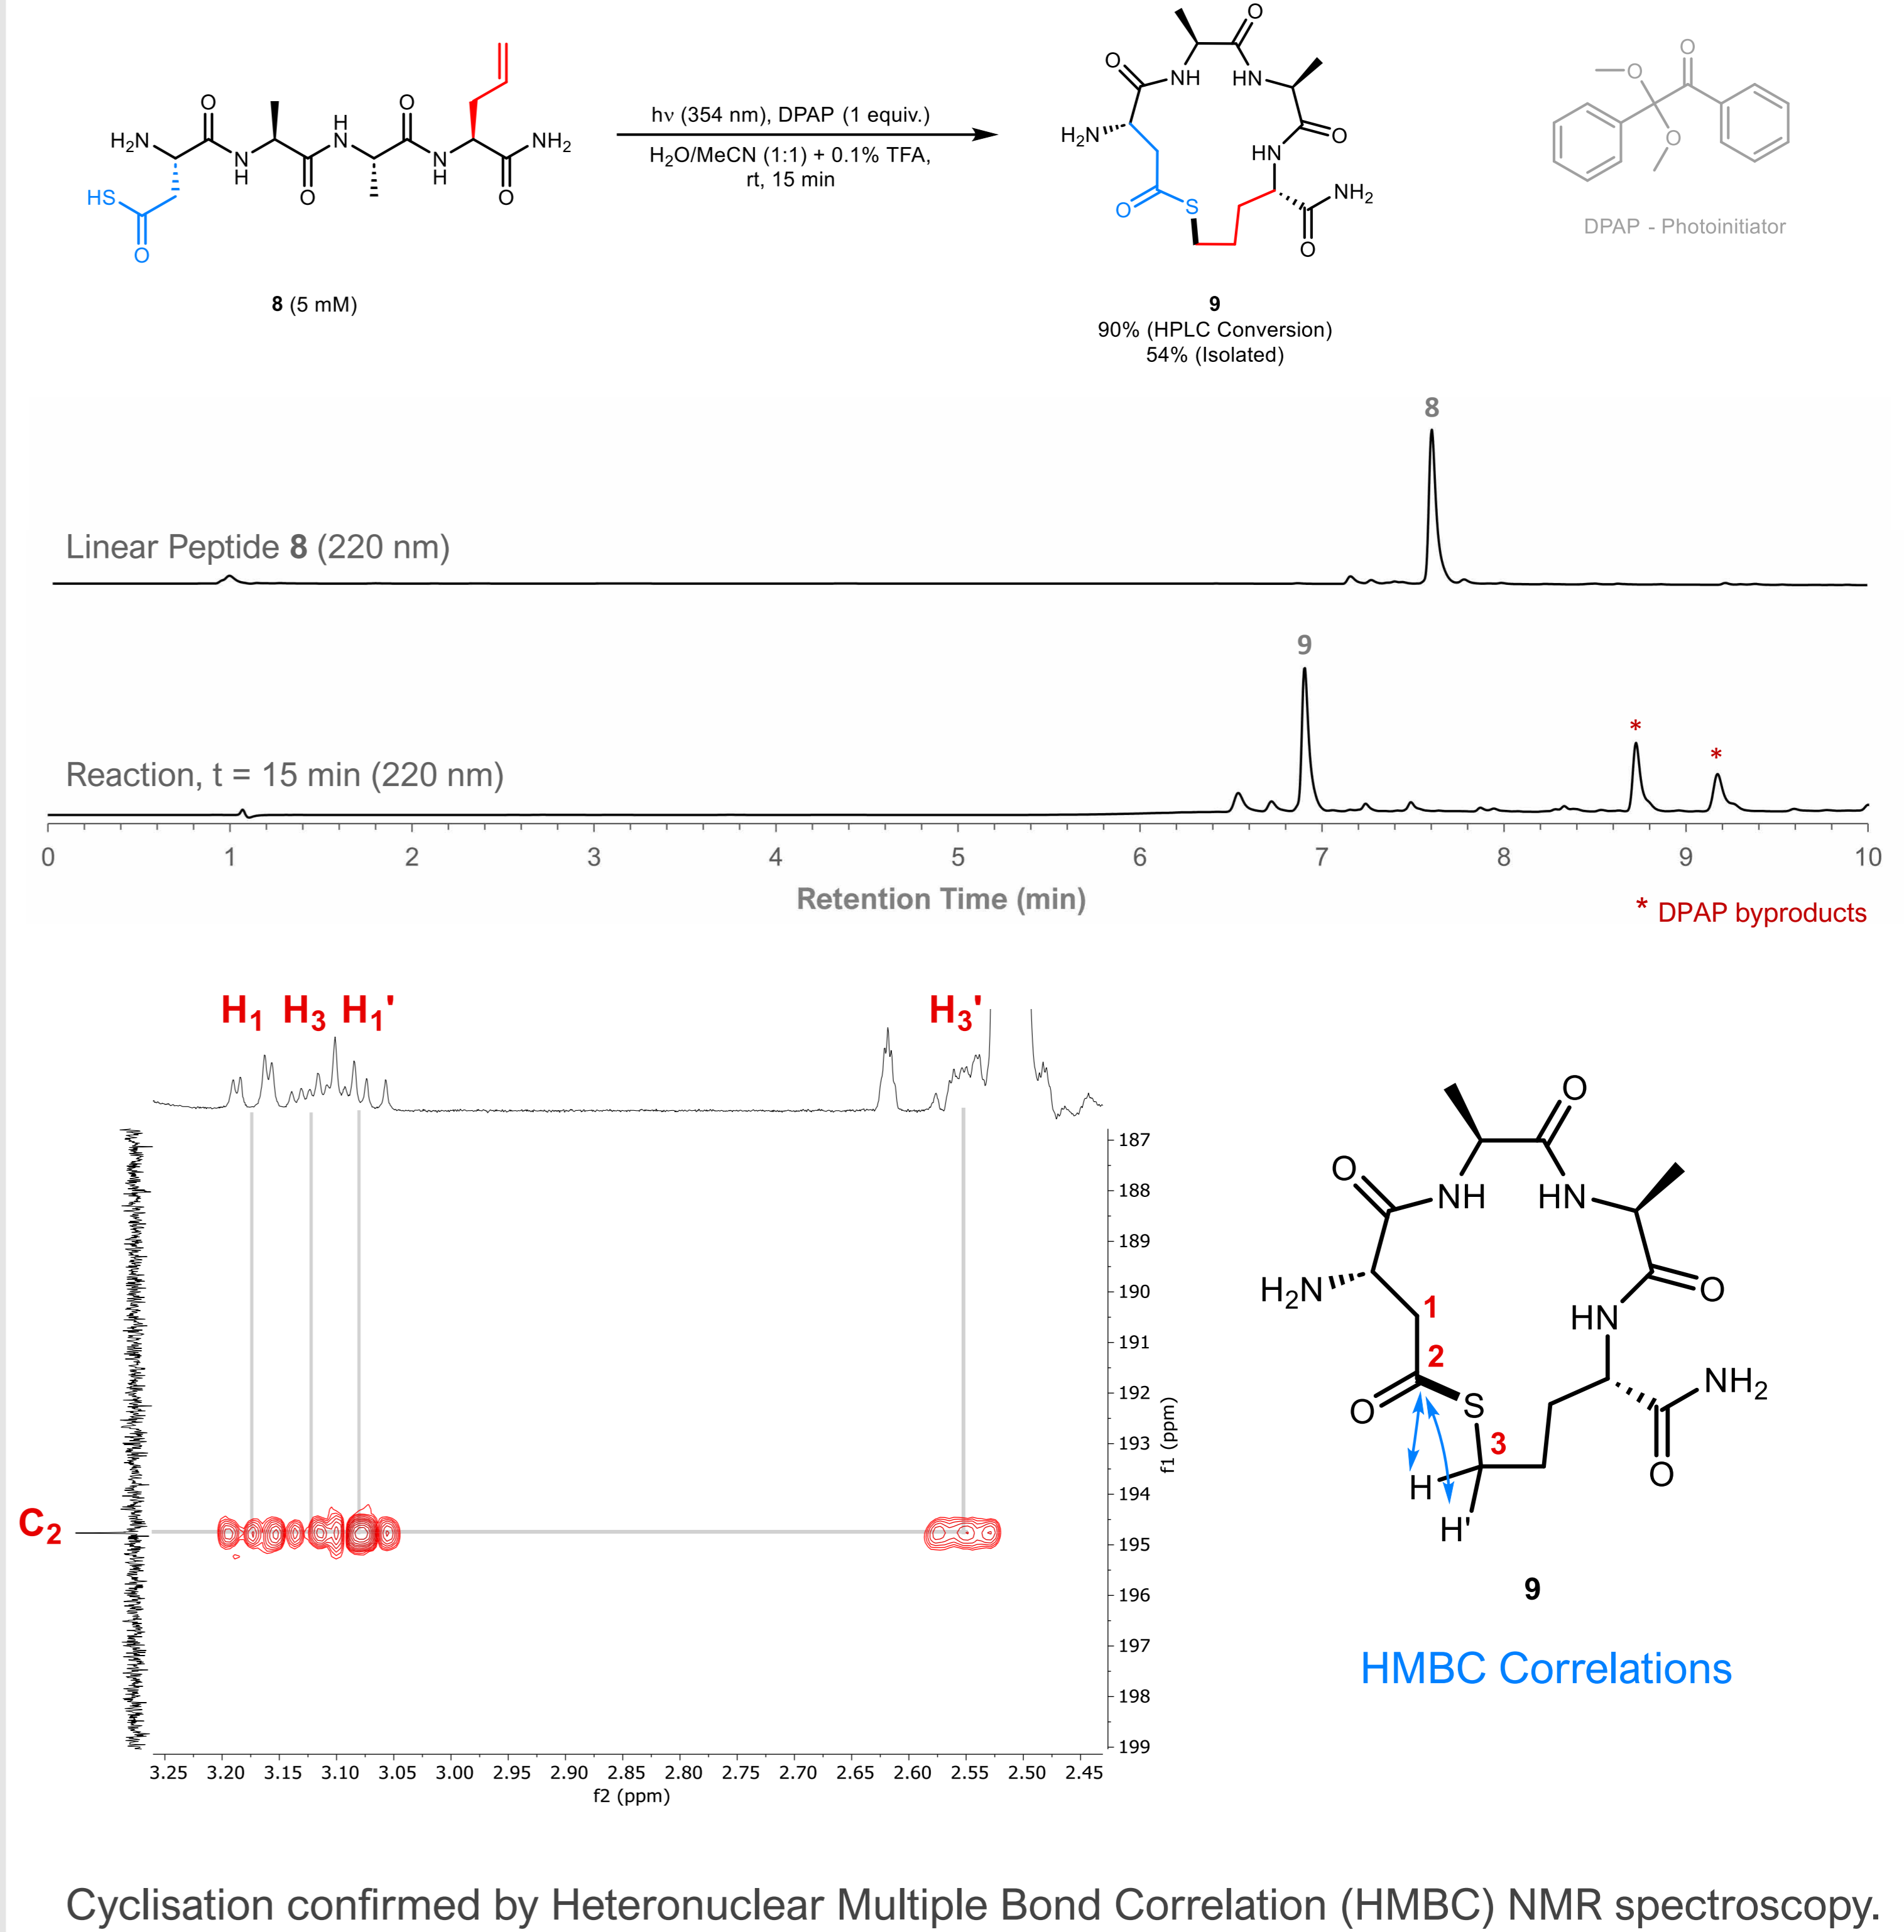 O
O
H
H₂N
N
H
N
H
O
N
H
O
NH₂
O
HS
O
8 (5 mM)
hν (354 nm), DPAP (1 equiv.)
H₂O/MeCN (1:1) + 0.1% TFA,
rt, 15 min
O
O
NH
HN
H₂N
O
HN
O
S
NH₂
O
9
90% (HPLC Conversion)
54% (Isolated)
O
O
O
DPAP - Photoinitiator
8
Linear Peptide 8 (220 nm)
9
*
*
Reaction, t = 15 min (220 nm)
0 1 2 3 4 5 6 7 8 9 10
Retention Time (min)
* DPAP byproducts
H₁ H₃ H₁' H₃'
187
188
189
190
191
192
193
194
195
196
197
198
199
f1 (ppm)
C₂
3.25 3.20 3.15 3.10 3.05 3.00 2.95 2.90 2.85 2.80 2.75 2.70 2.65 2.60 2.55 2.50 2.45
f2 (ppm)
O
O
NH
HN
H₂N
O
1
HN
2
O
S
NH₂
3
H
O
H'
9
HMBC Correlations
Cyclisation confirmed by Heteronuclear Multiple Bond Correlation (HMBC) NMR spectroscopy.